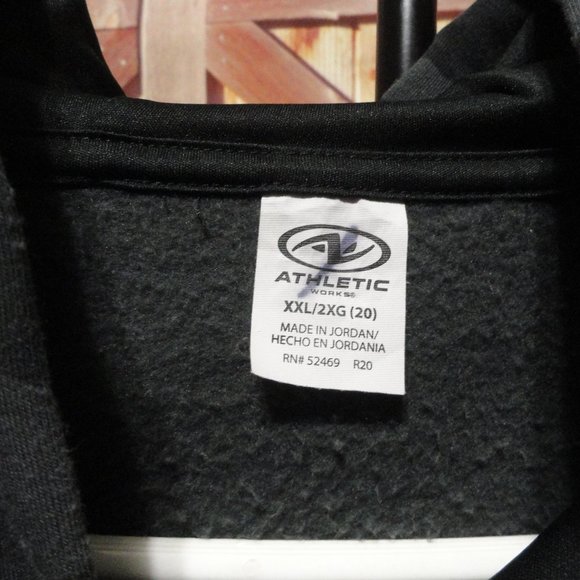 ATHLETIC
WORKS®
XXL/2XG (20)
MADE IN JORDAN/
HECHO EN JORDANIA
RN# 52469 R20